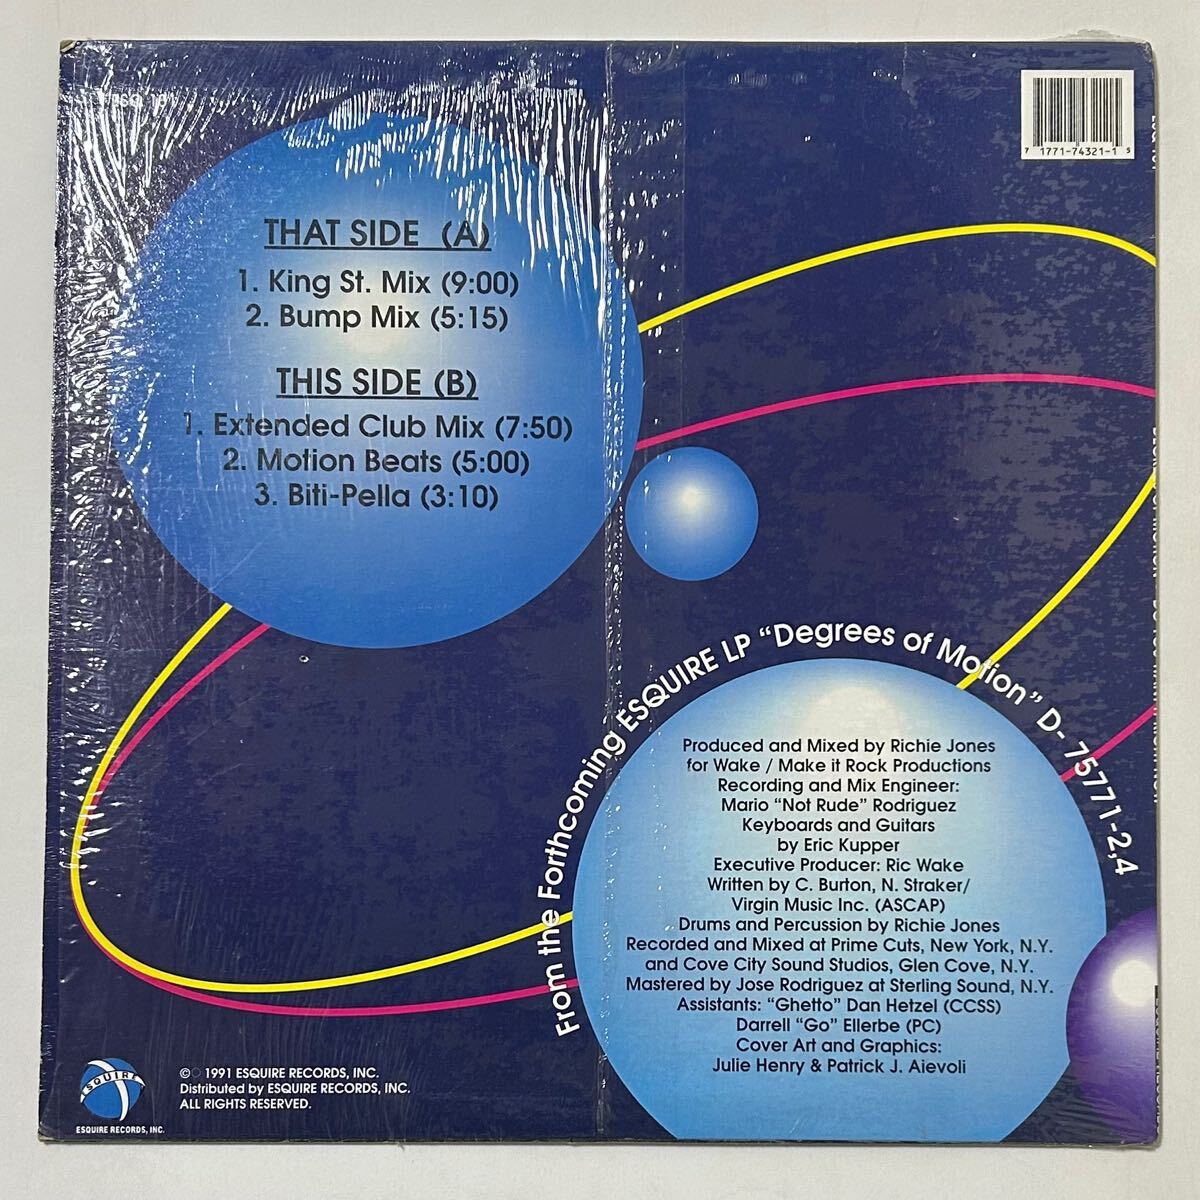 7 71771-74321-1 5
THAT SIDE (A)
1. King St. Mix (9:00)
2. Bump Mix (5:15)
THIS SIDE (B)
1. Extended Club Mix (7:50)
2. Motion Beats (5:00)
3. Biti-Pella (3:10)
From the Forthcoming ESQUIRE LP “Degrees of Motion” D- 75771-2,4
Produced and Mixed by Richie Jones
for Wake / Make it Rock Productions
Recording and Mix Engineer:
Mario “Not Rude” Rodriguez
Keyboards and Guitars
by Eric Kupper
Executive Producer: Ric Wake
Written by C. Burton, N. Straker/
Virgin Music Inc. (ASCAP)
Drums and Percussion by Richie Jones
Recorded and Mixed at Prime Cuts, New York, N.Y.
and Cove City Sound Studios, Glen Cove, N.Y.
Mastered by Jose Rodriguez at Sterling Sound, N.Y.
Assistants: “Ghetto” Dan Hetzel (CCSS)
Darrell “Go” Ellerbe (PC)
Cover Art and Graphics:
Julie Henry & Patrick J. Aievoli
ESQUIRE
ESQUIRE RECORDS, INC.
© 1991 ESQUIRE RECORDS, INC.
Distributed by ESQUIRE RECORDS, INC.
ALL RIGHTS RESERVED.